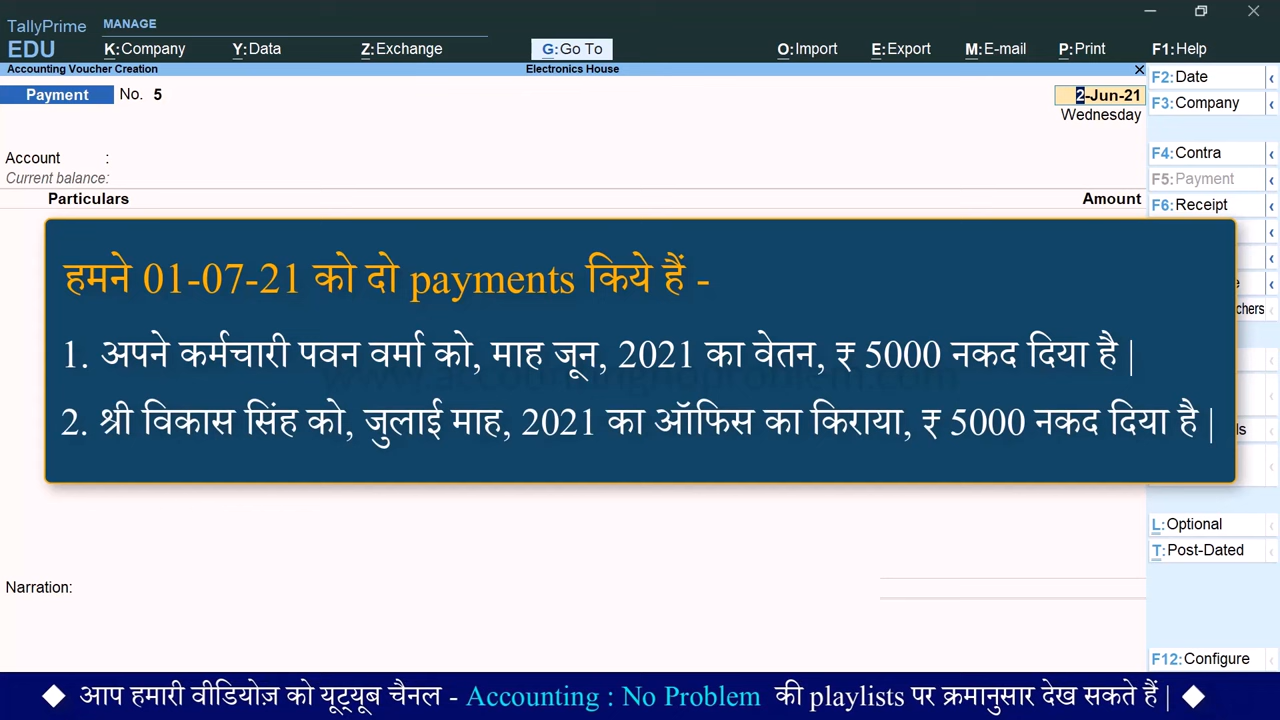 MANAGE
TallyPrime
EDU
K:Company Y:Data Z:Exchange G:Go To O:Import E:Export M:E-mail P:Print F1:Help
Accounting Voucher Creation Electronics House
Payment No. 5 2-Jun-21
Wednesday
Account :
Current balance:
Particulars Amount
F2:Date
F3:Company
F4:Contra
F5:Payment
F6:Receipt
हमने 01-07-21 को दो payments किये हैं -
1. अपने कर्मचारी पवन वर्मा को, माह जून, 2021 का वेतन, ₹ 5000 नकद दिया है |
2. श्री विकास सिंह को, जुलाई माह, 2021 का ऑफिस का किराया, ₹ 5000 नकद दिया है |
L:Optional
T:Post-Dated
Narration:
F12:Configure
◆ आप हमारी वीडियोज़ को यूट्यूब चैनल - Accounting : No Problem की playlists पर क्रमानुसार देख सकते हैं | ◆